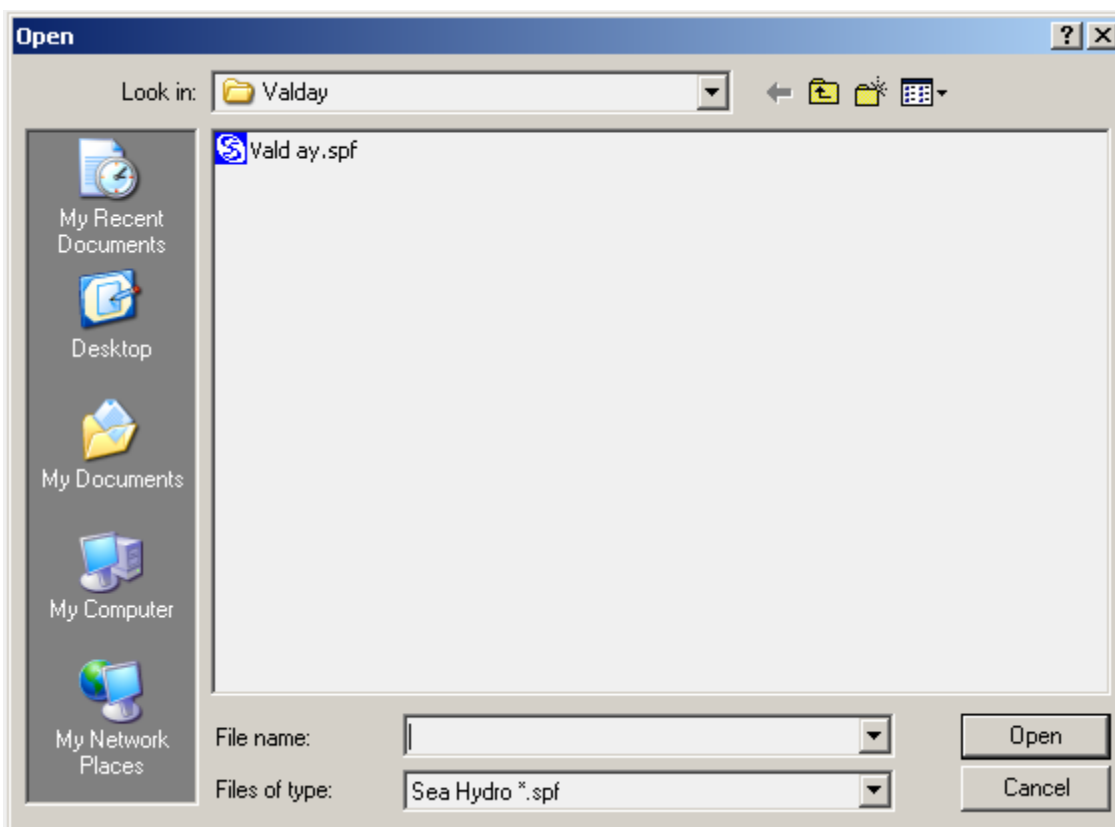 Open
Look in: Valday
Vald ay.spf
My Recent
Documents
Desktop
My Documents
My Computer
My Network
Places
File name:
Open
Files of type: Sea Hydro *.spf
Cancel